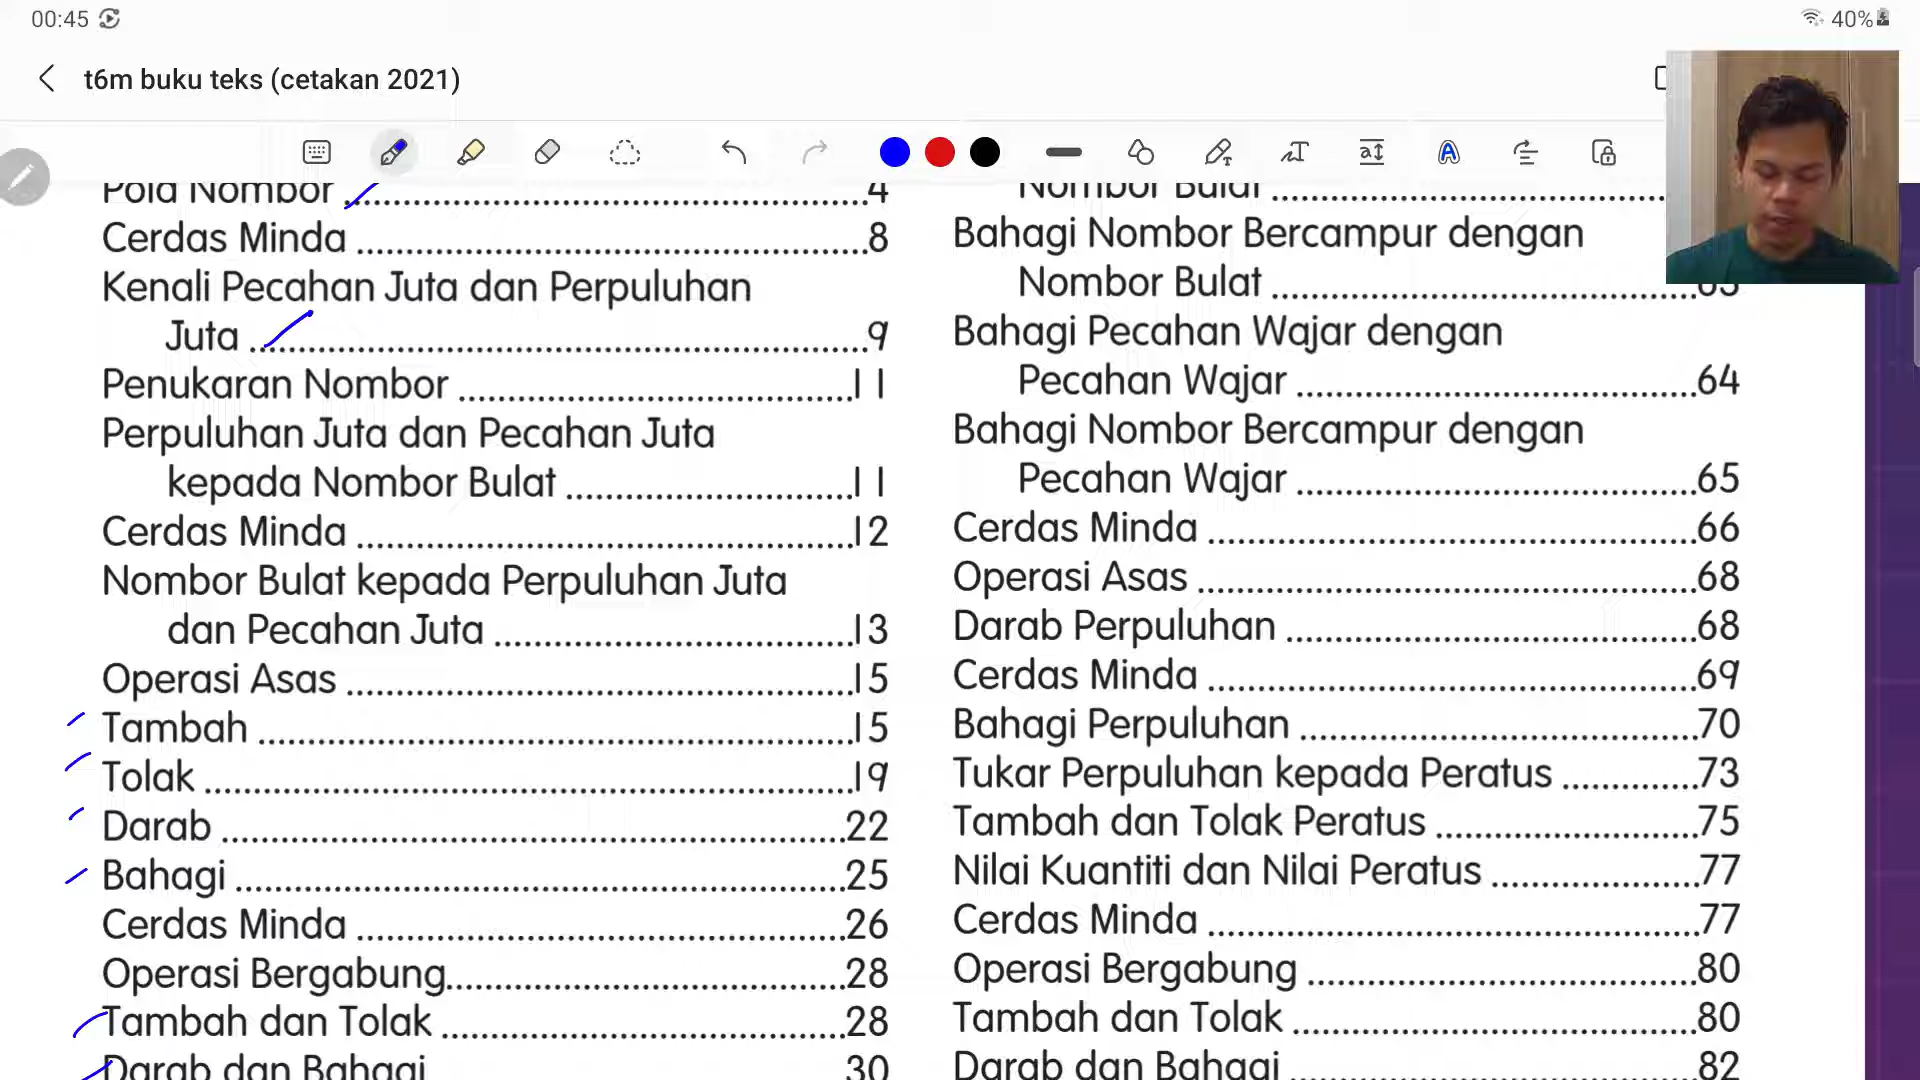 00:45
40%
t6m buku teks (cetakan 2021)
Pola Nombor ..........4
Cerdas Minda ..........8
Kenali Pecahan Juta dan Perpuluhan
Juta ..........9
Penukaran Nombor ..........11
Perpuluhan Juta dan Pecahan Juta
kepada Nombor Bulat ..........11
Cerdas Minda ..........12
Nombor Bulat kepada Perpuluhan Juta
dan Pecahan Juta ..........13
Operasi Asas ..........15
Tambah ..........15
Tolak ..........19
Darab ..........22
Bahagi ..........25
Cerdas Minda ..........26
Operasi Bergabung..........28
Tambah dan Tolak ..........28
Darab dan Bahagi ..........30
Nombor Bulat ..........
Bahagi Nombor Bercampur dengan
Nombor Bulat ..........63
Bahagi Pecahan Wajar dengan
Pecahan Wajar ..........64
Bahagi Nombor Bercampur dengan
Pecahan Wajar ..........65
Cerdas Minda ..........66
Operasi Asas ..........68
Darab Perpuluhan ..........68
Cerdas Minda ..........69
Bahagi Perpuluhan ..........70
Tukar Perpuluhan kepada Peratus ..........73
Tambah dan Tolak Peratus ..........75
Nilai Kuantiti dan Nilai Peratus ..........77
Cerdas Minda ..........77
Operasi Bergabung ..........80
Tambah dan Tolak ..........80
Darab dan Bahagi ..........82